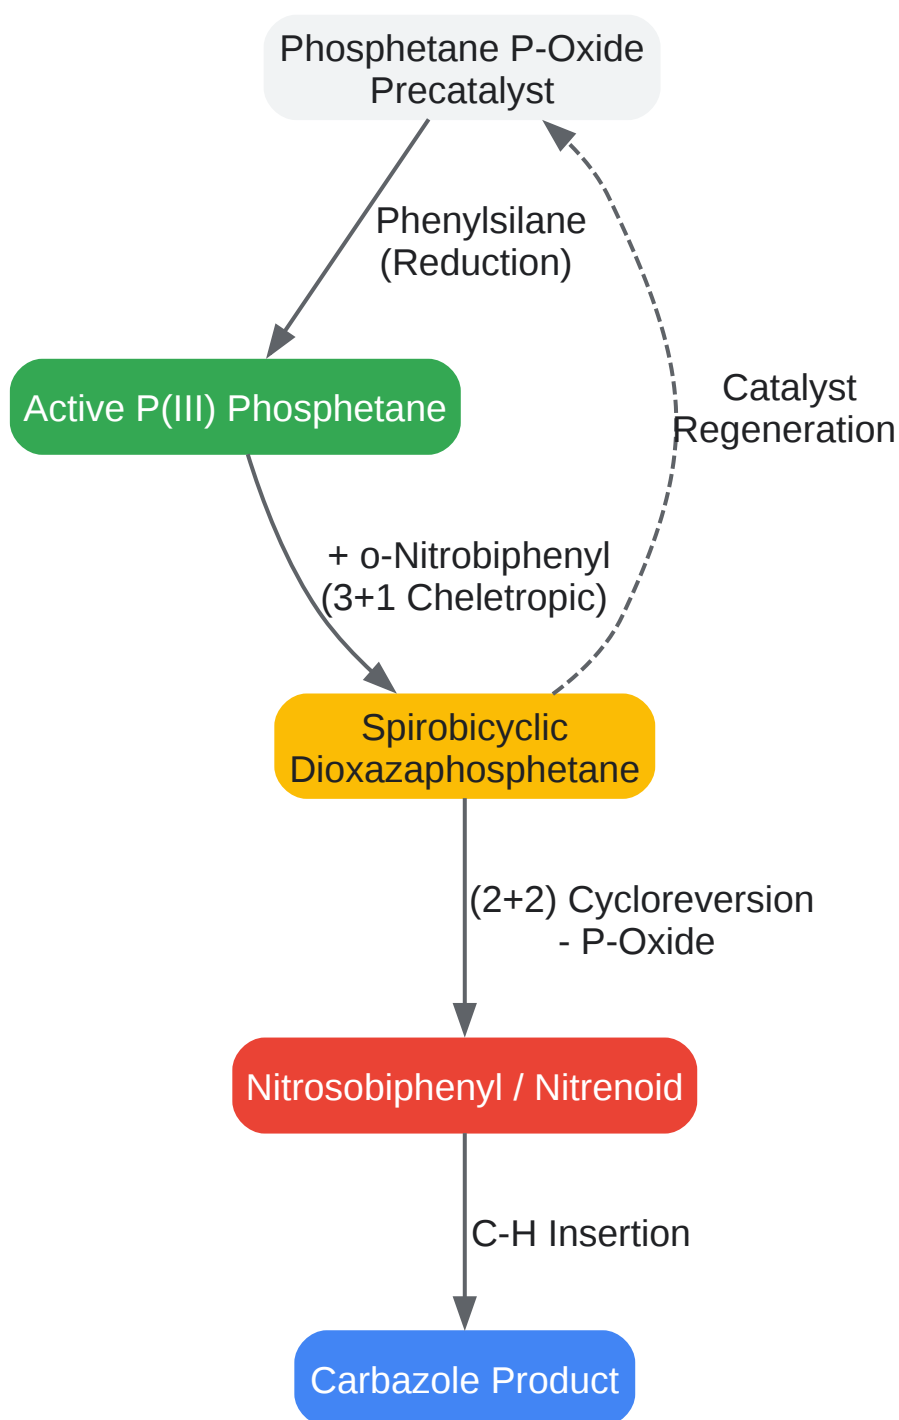 Phosphetane P-Oxide
Precatalyst
Phenylsilane
(Reduction)
Active P(III) Phosphetane
Catalyst
Regeneration
+ o-Nitrobiphenyl
(3+1 Cheletropic)
Spirobicyclic
Dioxazaphosphetane
(2+2) Cycloreversion
- P-Oxide
Nitrosobiphenyl / Nitrenoid
C-H Insertion
Carbazole Product